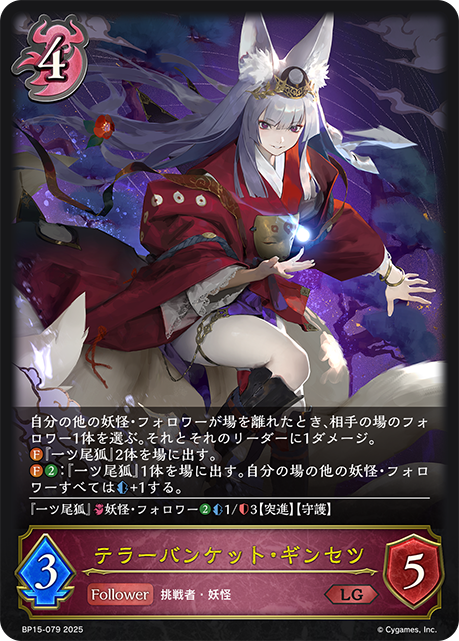 4
自分の他の妖怪・フォロワーが場を離れたとき、相手の場のフォ
ロワー1体を選ぶ。それとそのリーダーに1ダメージ。
F『一ツ尾狐』2体を場に出す。
F2:『一ツ尾狐』1体を場に出す。自分の場の他の妖怪・フォロ
ワーすべては+1する。
『一ツ尾狐』妖怪・フォロワー2 1/3【突進】【守護】
テラーバンケット・ギンセツ
3
5
Follower 挑戦者・妖怪 LG
BP15-079 2025
© Cygames, Inc.